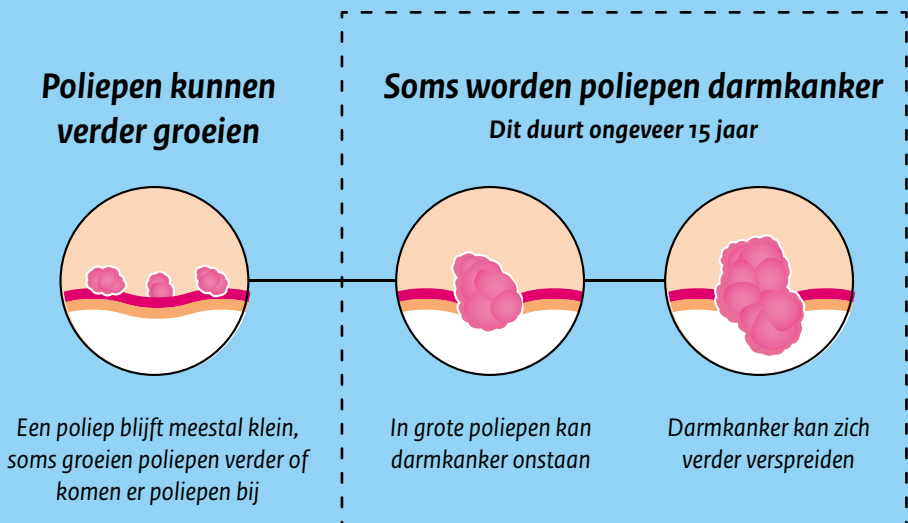 Poliepen kunnen
verder groeien
Soms worden poliepen darmkanker
Dit duurt ongeveer 15 jaar
Een poliep blijft meestal klein,
soms groeien poliepen verder of
komen er poliepen bij
In grote poliepen kan
darmkanker onstaan
Darmkanker kan zich
verder verspreiden